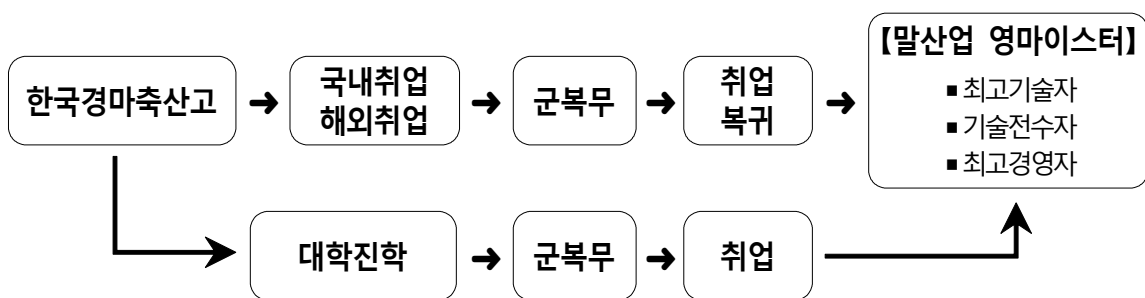 한국경마축산고
국내취업
해외취업
군복무
취업
복귀
【말산업 영마이스터】
▪ 최고기술자
▪ 기술전수자
▪ 최고경영자
대학진학
군복무
취업